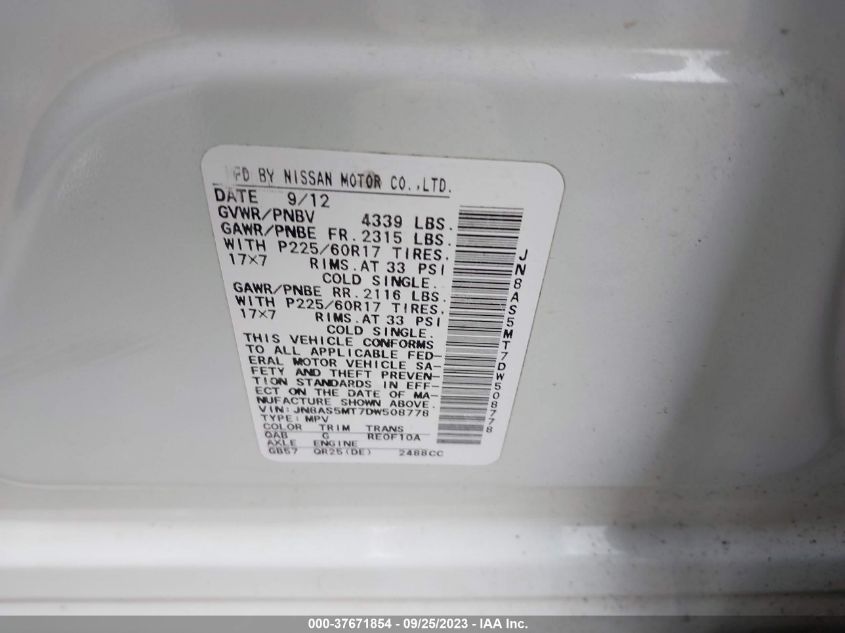 MFD BY NISSAN MOTOR CO.,LTD.
DATE 9/12
GVWR/PNBV 4339 LBS.
GAWR/PNBE FR.2315 LBS.
WITH P225/60R17 TIRES.
17×7 RIMS.AT 33 PSI
COLD SINGLE.
GAWR/PNBE RR.2116 LBS.
WITH P225/60R17 TIRES.
17×7 RIMS.AT 33 PSI
COLD SINGLE.
THIS VEHICLE CONFORMS
TO ALL APPLICABLE FED-
ERAL MOTOR VEHICLE SA-
FETY AND THEFT PREVEN-
TION STANDARDS IN EFF-
ECT ON THE DATE OF MA-
NUFACTURE SHOWN ABOVE.
VIN: JN8AS5MT7DW508778
TYPE: MPV
COLOR TRIM TRANS
QAB G RE0F10A
AXLE ENGINE
GB57 QR25(DE) 2488CC
JN8AS5MT7DW508778
000-37671854 - 09/25/2023 - IAA Inc.